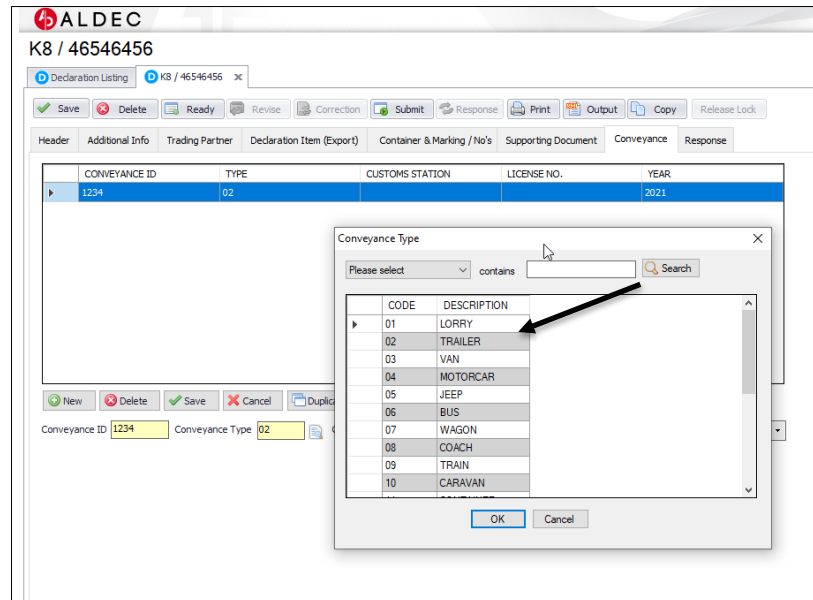 ALDEC
K8 / 46546456
D Declaration Listing D K8 / 46546456 x
Save Delete Ready Revise Correction Submit Response Print Output Copy Release Lock
Header Additional Info Trading Partner Declaration Item (Export) Container & Marking / No's Supporting Document Conveyance Response
CONVEYANCE ID TYPE CUSTOMS STATION LICENSE NO. YEAR
1234 02 2021
Conveyance Type
Please select contains Search
CODE DESCRIPTION
01 LORRY
02 TRAILER
03 VAN
04 MOTORCAR
05 JEEP
06 BUS
07 WAGON
08 COACH
09 TRAIN
10 CARAVAN
OK Cancel
New Delete Save Cancel Duplica
Conveyance ID 1234 Conveyance Type 02